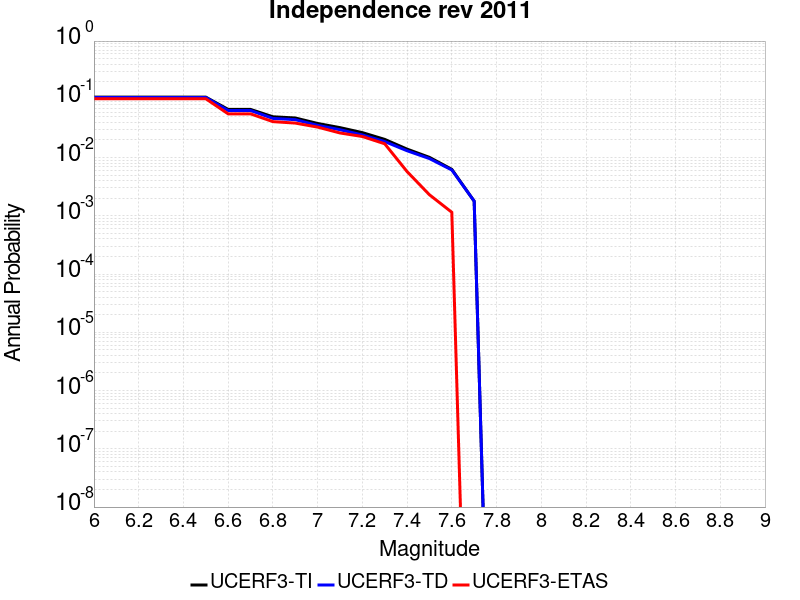 Independence rev 2011
10^0
10^-1
10^-2
10^-3
10^-4
10^-5
10^-6
10^-7
10^-8
Annual Probability
6 6.2 6.4 6.6 6.8 7 7.2 7.4 7.6 7.8 8 8.2 8.4 8.6 8.8 9
Magnitude
UCERF3-TI UCERF3-TD UCERF3-ETAS